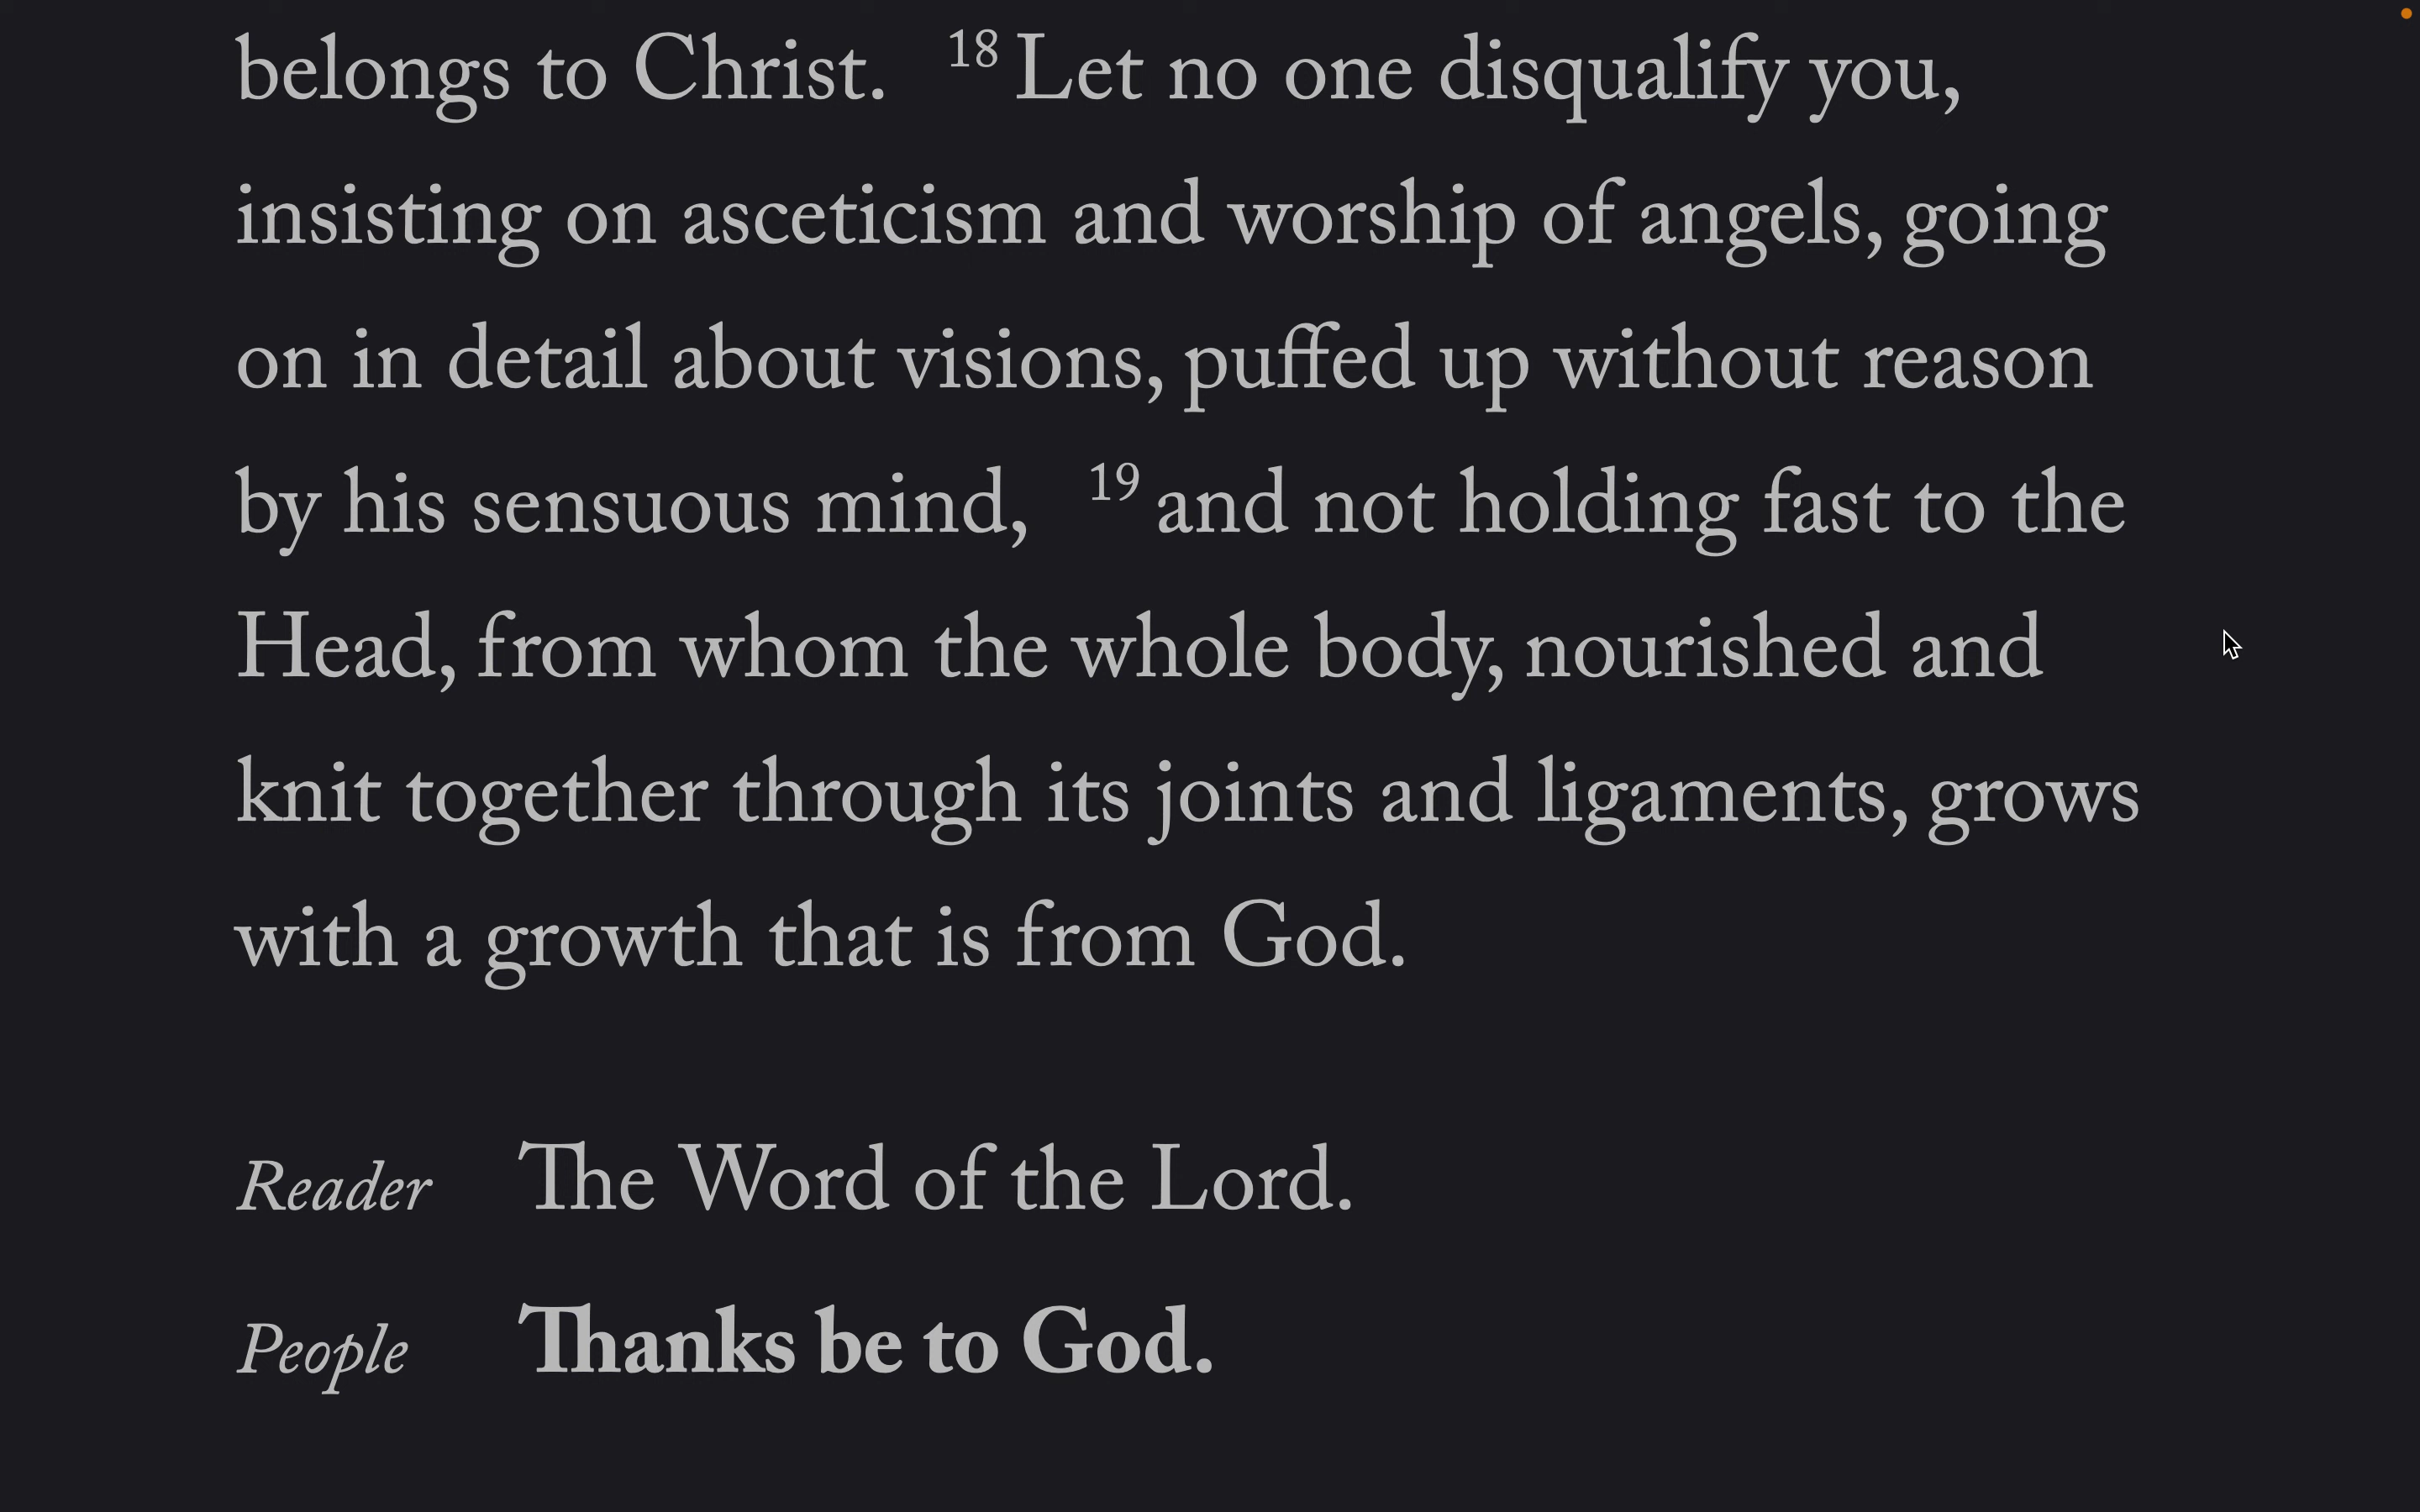 belongs to Christ. 18 Let no one disqualify you,
insisting on asceticism and worship of angels, going
on in detail about visions, puffed up without reason
by his sensuous mind, 19 and not holding fast to the
Head, from whom the whole body, nourished and
knit together through its joints and ligaments, grows
with a growth that is from God.
Reader The Word of the Lord.
People Thanks be to God.